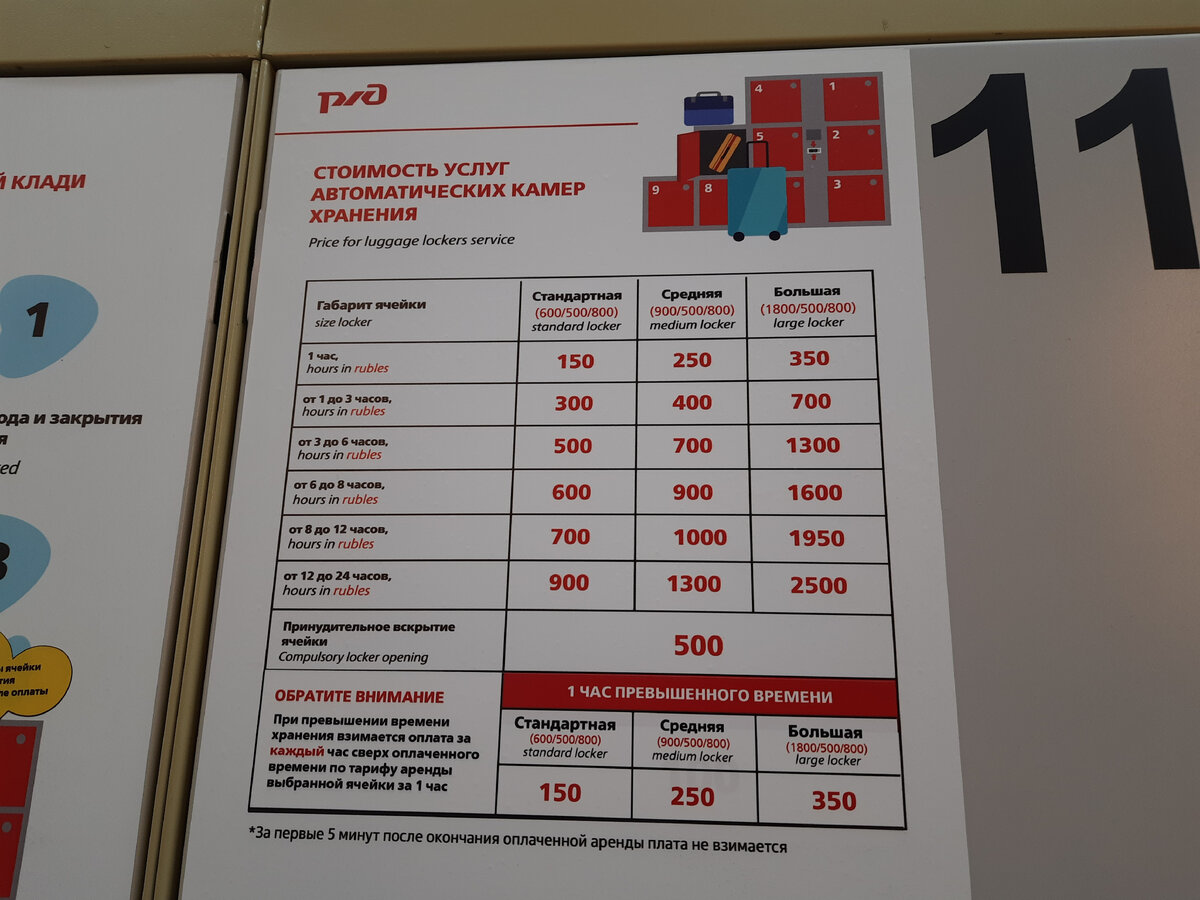 Й КЛАДИ
1
ода и закрытия
я
ed
3
ы ячейки
тия
ле оплаты
РЖД
СТОИМОСТЬ УСЛУГ
АВТОМАТИЧЕСКИХ КАМЕР
ХРАНЕНИЯ
Price for luggage lockers service
4 1
5 2
9 8 3
11
Габарит ячейки
size locker
Стандартная
(600/500/800)
standard locker
Средняя
(900/500/800)
medium locker
Большая
(1800/500/800)
large locker
1 час,
hours in rubles
150 250 350
от 1 до 3 часов,
hours in rubles
300 400 700
от 3 до 6 часов,
hours in rubles
500 700 1300
от 6 до 8 часов,
hours in rubles
600 900 1600
от 8 до 12 часов,
hours in rubles
700 1000 1950
от 12 до 24 часов,
hours in rubles
900 1300 2500
Принудительное вскрытие
ячейки
Compulsory locker opening
500
ОБРАТИТЕ ВНИМАНИЕ
При превышении времени
хранения взимается оплата за
каждый час сверх оплаченного
времени по тарифу аренды
выбранной ячейки за 1 час
1 ЧАС ПРЕВЫШЕННОГО ВРЕМЕНИ
Стандартная
(600/500/800)
standard locker
Средняя
(900/500/800)
medium locker
Большая
(1800/500/800)
large locker
150 250 350
*За первые 5 минут после окончания оплаченной аренды плата не взимается